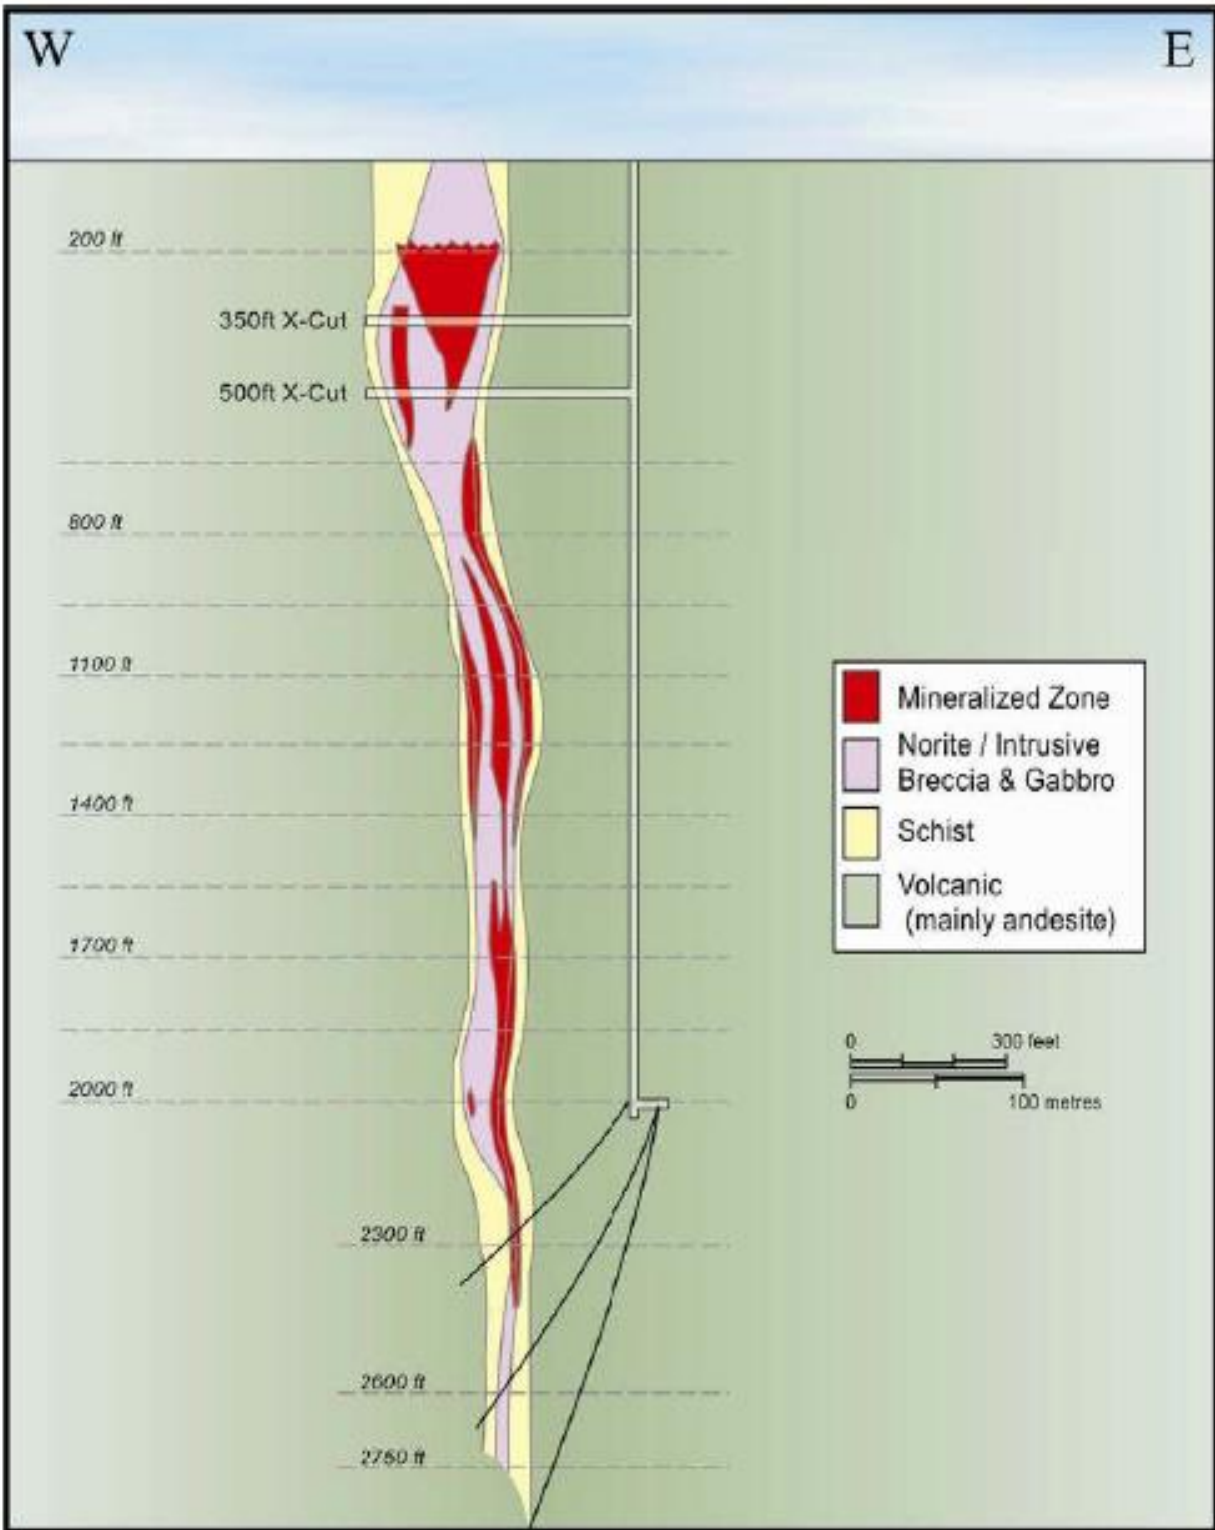 W
E
200 ft
350ft X-Cut
500ft X-Cut
800 ft
1100 ft
1400 ft
1700 ft
2000 ft
2300 ft
2600 ft
2750 ft
Mineralized Zone
Norite / Intrusive
Breccia & Gabbro
Schist
Volcanic
(mainly andesite)
0 300 feet
0 100 metres